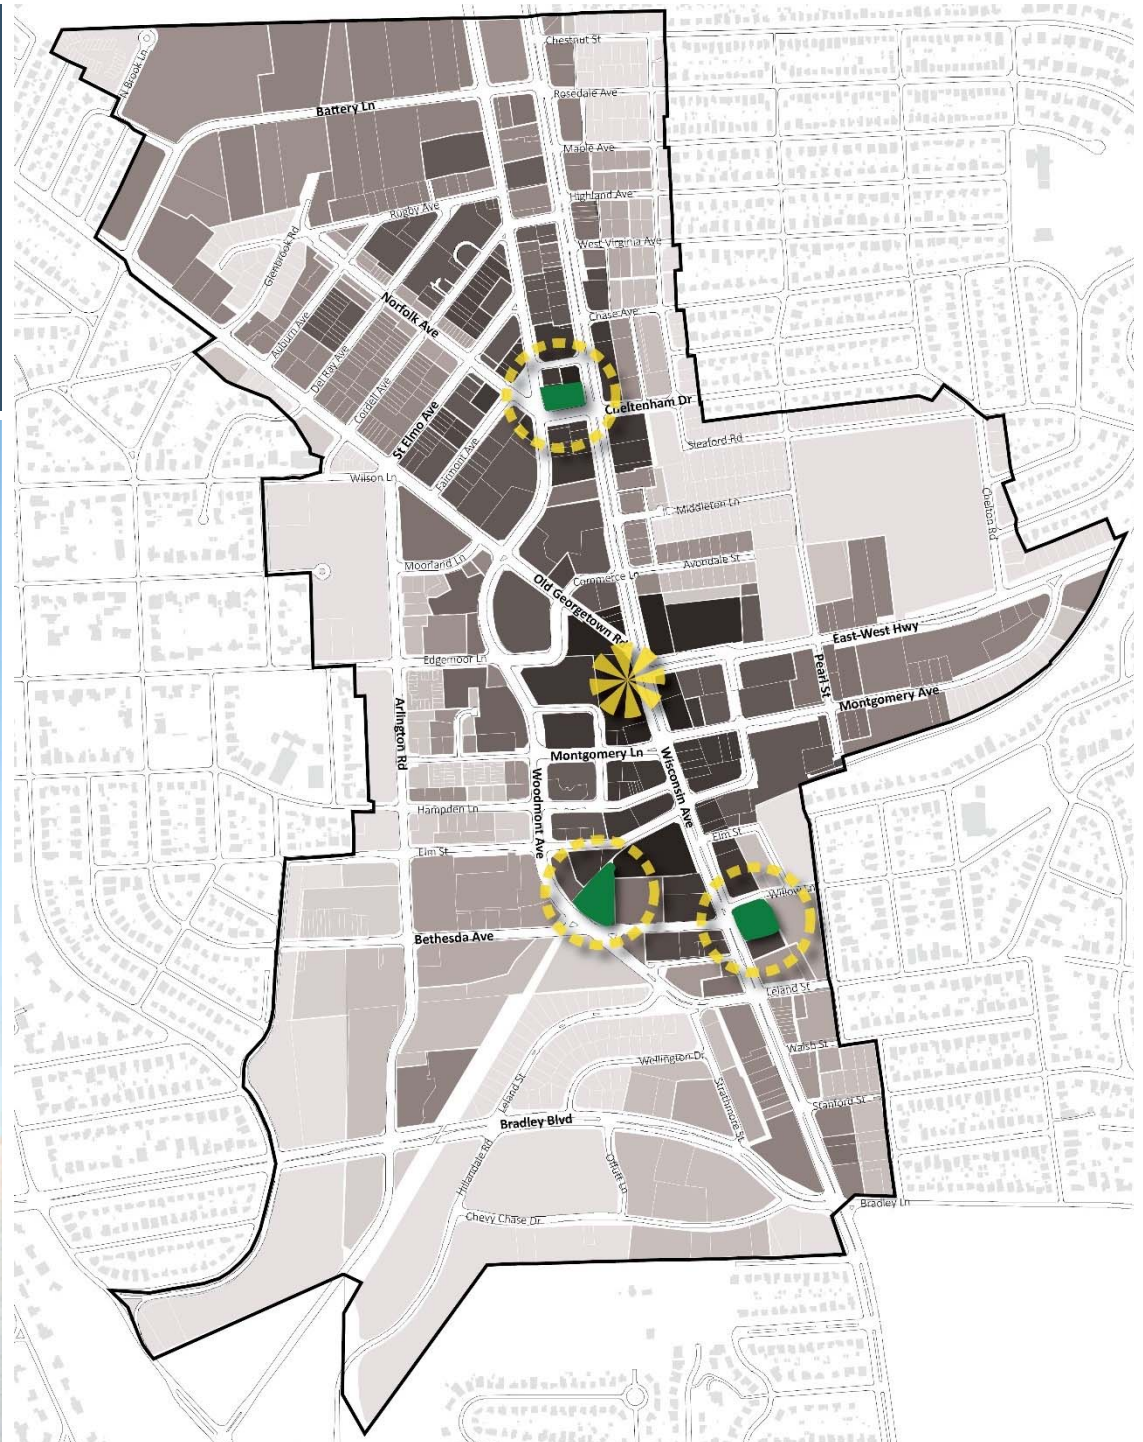 Chestnut St
N Brook Ln
Rosedale Ave
Battery Ln
Maple Ave
Highland Ave
Rugby Ave
West Virginia Ave
Glenbrook Rd
Norfolk Ave
Chase Ave
Auburn Ave
Del Ray Ave
Cordell Ave
St Elmo Ave
Cheltenham Dr
Sleaford Rd
Fairmont Ave
Wilson Ln
Chelton Rd
Middleton Ln
Moorland Ln
Avondale St
Commerce Ln
Old Georgetown Rd
East-West Hwy
Edgemoor Ln
Pearl St
Arlington Rd
Montgomery Ave
Montgomery Ln
Wisconsin Ave
Woodmont Ave
Hampden Ln
Elm St
Elm St
Willow Ln
Bethesda Ave
Leland St
Walsh St
Wellington Dr
Leland St
Strathmore St
Stanford St
Bradley Blvd
Hillandale Rd
Offutt Ln
Bradley Ln
Chevy Chase Dr